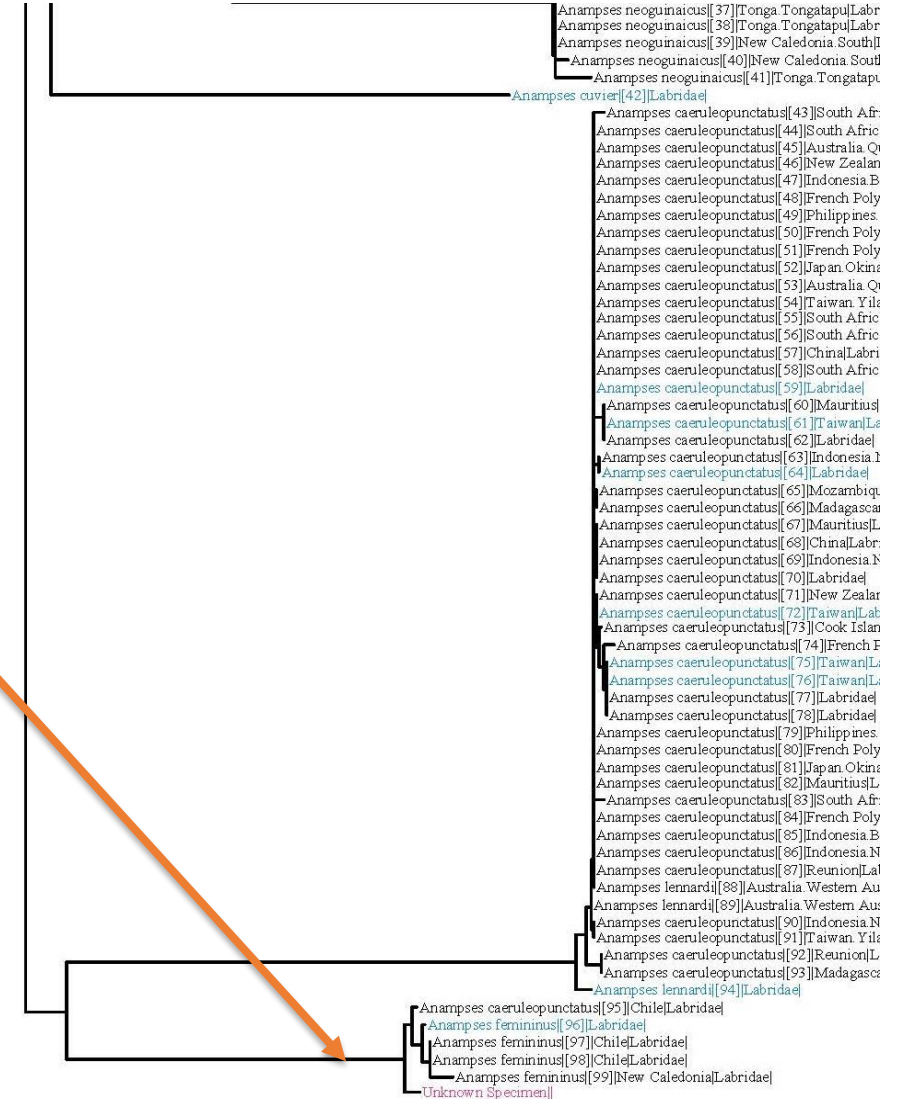 Anampses neoguinaicus|[37]|Tonga.Tongatapu|Labr
Anampses neoguinaicus|[38]|Tonga.Tongatapu|Labr
Anampses neoguinaicus|[39]|New Caledonia.South|
Anampses neoguinaicus|[40]|New Caledonia.Sout
Anampses neoguinaicus|[41]|Tonga.Tongatapu
Anampses cuvier|[42]|Labridae|
Anampses caeruleopunctatus|[43]|South Afr
Anampses caeruleopunctatus|[44]|South Afric
Anampses caeruleopunctatus|[45]|Australia.Qu
Anampses caeruleopunctatus|[46]|New Zealan
Anampses caeruleopunctatus|[47]|Indonesia.B
Anampses caeruleopunctatus|[48]|French Poly
Anampses caeruleopunctatus|[49]|Philippines.
Anampses caeruleopunctatus|[50]|French Poly
Anampses caeruleopunctatus|[51]|French Poly
Anampses caeruleopunctatus|[52]|Japan.Okina
Anampses caeruleopunctatus|[53]|Australia.Qu
Anampses caeruleopunctatus|[54]|Taiwan.Yila
Anampses caeruleopunctatus|[55]|South Afric
Anampses caeruleopunctatus|[56]|South Afric
Anampses caeruleopunctatus|[57]|China|Labri
Anampses caeruleopunctatus|[58]|South Afric
Anampses caeruleopunctatus|[59]|Labridae|
Anampses caeruleopunctatus|[60]|Mauritius|
Anampses caeruleopunctatus|[61]|Taiwan|La
Anampses caeruleopunctatus|[62]|Labridae|
Anampses caeruleopunctatus|[63]|Indonesia.N
Anampses caeruleopunctatus|[64]|Labridae|
Anampses caeruleopunctatus|[65]|Mozambiqu
Anampses caeruleopunctatus|[66]|Madagascar
Anampses caeruleopunctatus|[67]|Mauritius|L
Anampses caeruleopunctatus|[68]|China|Labr
Anampses caeruleopunctatus|[69]|Indonesia.N
Anampses caeruleopunctatus|[70]|Labridae|
Anampses caeruleopunctatus|[71]|New Zealan
Anampses caeruleopunctatus|[72]|Taiwan|Lab
Anampses caeruleopunctatus|[73]|Cook Islan
Anampses caeruleopunctatus|[74]|French P
Anampses caeruleopunctatus|[75]|Taiwan|La
Anampses caeruleopunctatus|[76]|Taiwan|La
Anampses caeruleopunctatus|[77]|Labridae|
Anampses caeruleopunctatus|[78]|Labridae|
Anampses caeruleopunctatus|[79]|Philippines.
Anampses caeruleopunctatus|[80]|French Poly
Anampses caeruleopunctatus|[81]|Japan.Okina
Anampses caeruleopunctatus|[82]|Mauritius|L
Anampses caeruleopunctatus|[83]|South Afr
Anampses caeruleopunctatus|[84]|French Poly
Anampses caeruleopunctatus|[85]|Indonesia.B
Anampses caeruleopunctatus|[86]|Indonesia.N
Anampses caeruleopunctatus|[87]|Reunion|La
Anampses lennardi|[88]|Australia.Western Au
Anampses lennardi|[89]|Australia.Western Aus
Anampses caeruleopunctatus|[90]|Indonesia.N
Anampses caeruleopunctatus|[91]|Taiwan.Yila
Anampses caeruleopunctatus|[92]|Reunion|L
Anampses caeruleopunctatus|[93]|Madagasca
Anampses lennardi|[94]|Labridae|
Anampses caeruleopunctatus|[95]|Chile|Labridae|
Anampses femininus|[96]|Labridae|
Anampses femininus|[97]|Chile|Labridae|
Anampses femininus|[98]|Chile|Labridae|
Anampses femininus|[99]|New Caledonia|Labridae|
Unknown Specimen||